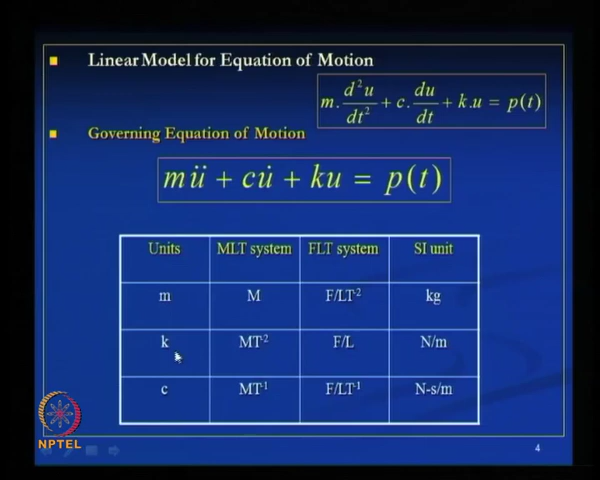 Linear Model for Equation of Motion
m. d²u/dt² + c. du/dt + k.u = p(t)
Governing Equation of Motion
mü + cu̇ + ku = p(t)
Units MLT system FLT system SI unit
m M F/LT⁻² kg
k MT⁻² F/L N/m
c MT⁻¹ F/LT⁻¹ N-s/m
NPTEL
4